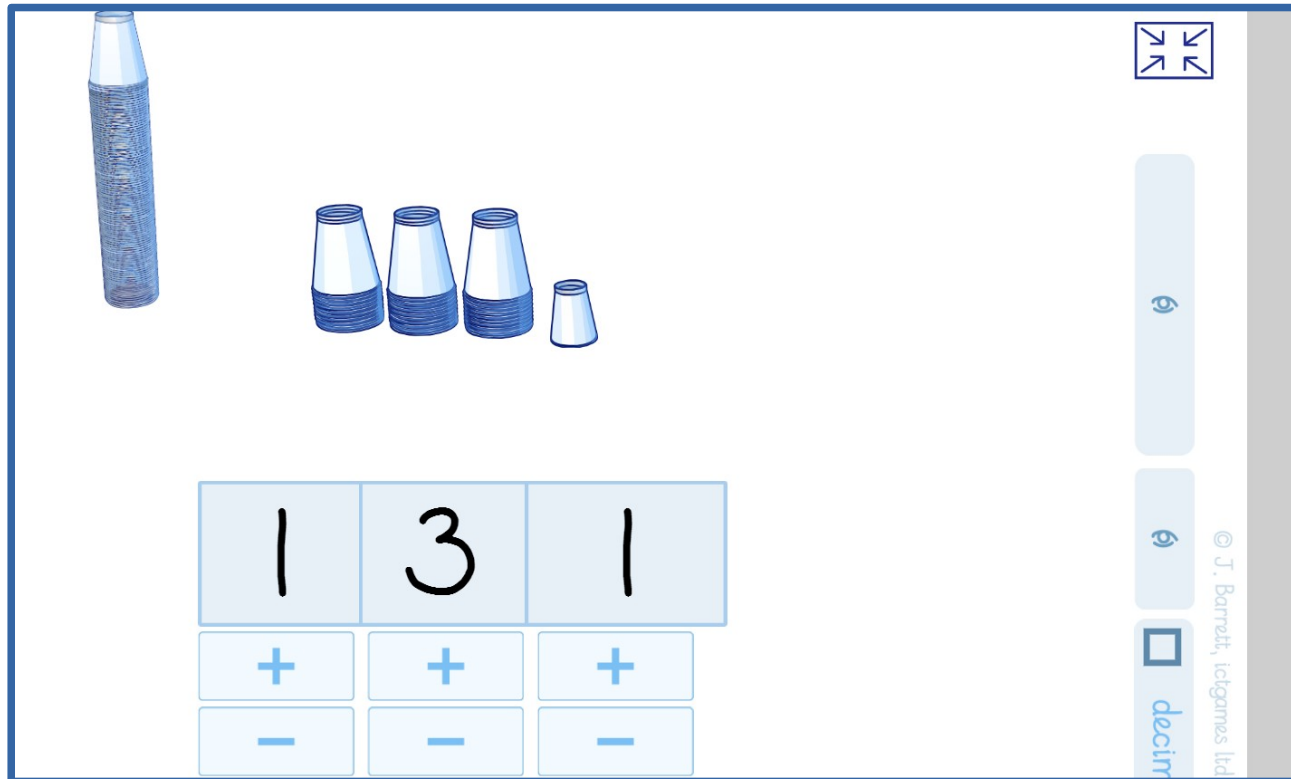 1 3 1
+ + +
− − −
decim
© J. Barrett, ictgames ltd